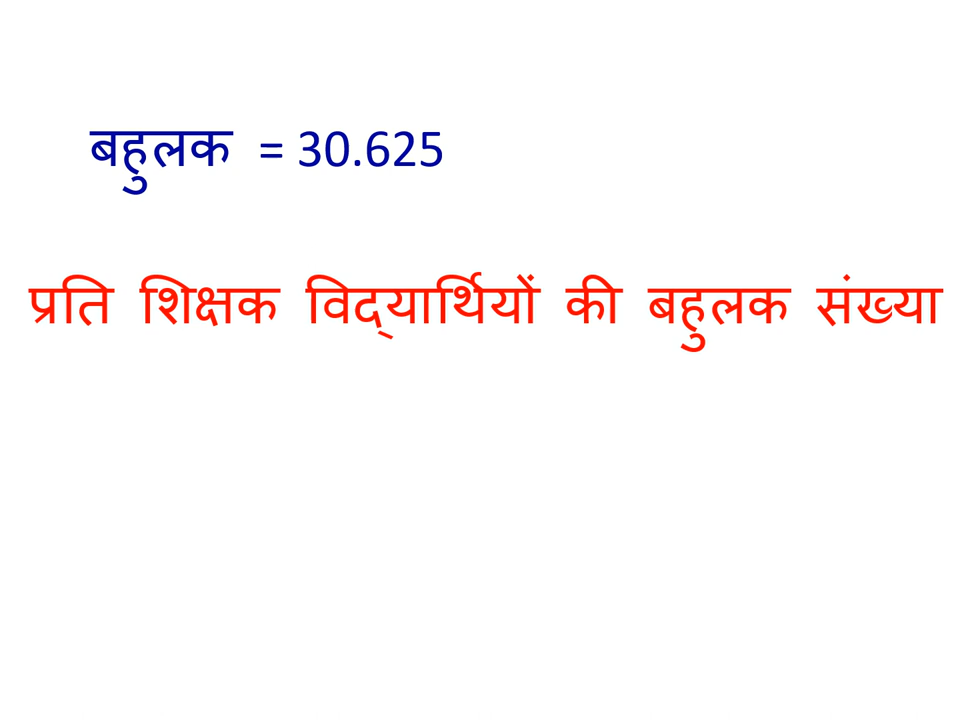 बहुलक = 30.625
प्रति शिक्षक विद्यार्थियों की बहुलक संख्या